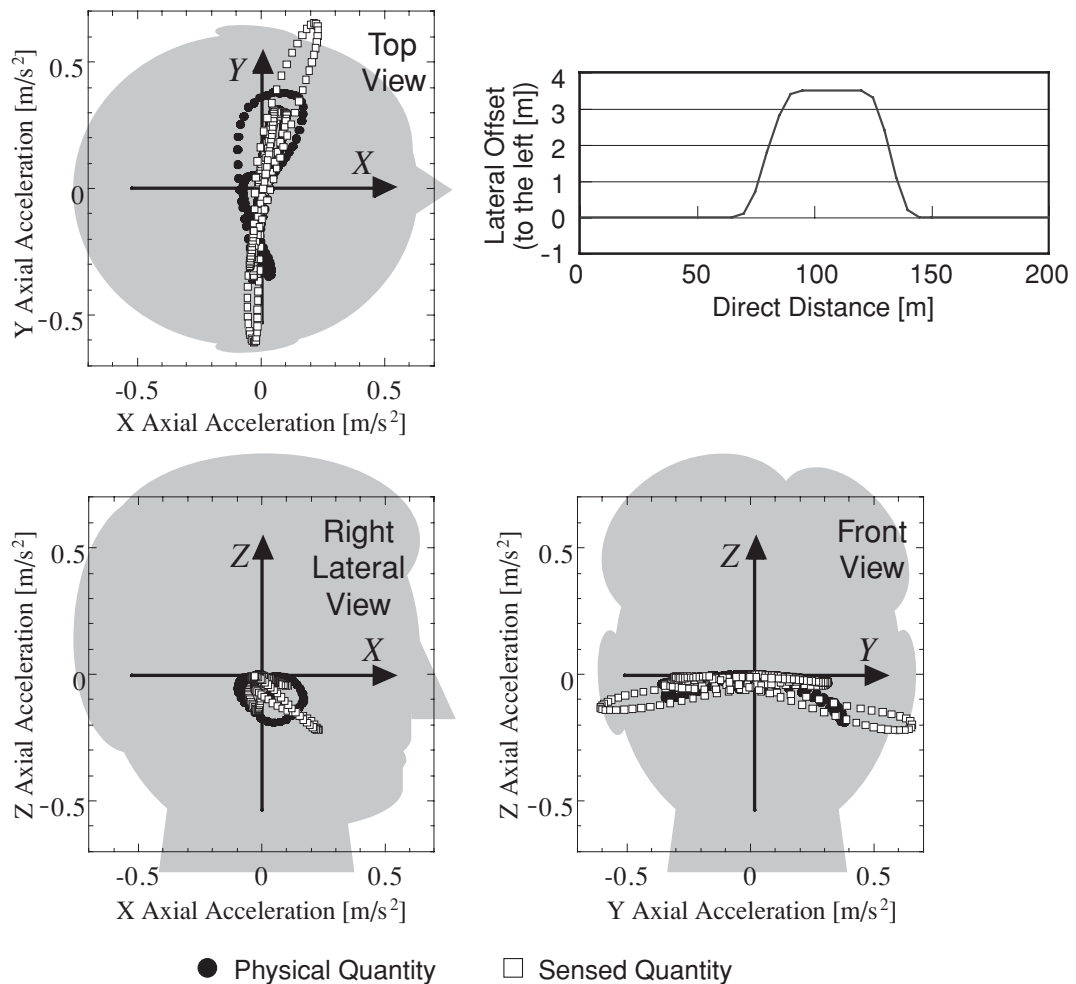 Top
View
Y
X
0.5
0
-0.5
Y Axial Acceleration [m/s²]
-0.5 0 0.5
X Axial Acceleration [m/s²]
4
3
2
1
0
-1
Lateral Offset
(to the left [m])
0 50 100 150 200
Direct Distance [m]
Right
Lateral
View
Z
X
0.5
0
-0.5
Z Axial Acceleration [m/s²]
-0.5 0 0.5
X Axial Acceleration [m/s²]
Front
View
Z
Y
0.5
0
-0.5
Z Axial Acceleration [m/s²]
-0.5 0 0.5
Y Axial Acceleration [m/s²]
Physical Quantity Sensed Quantity